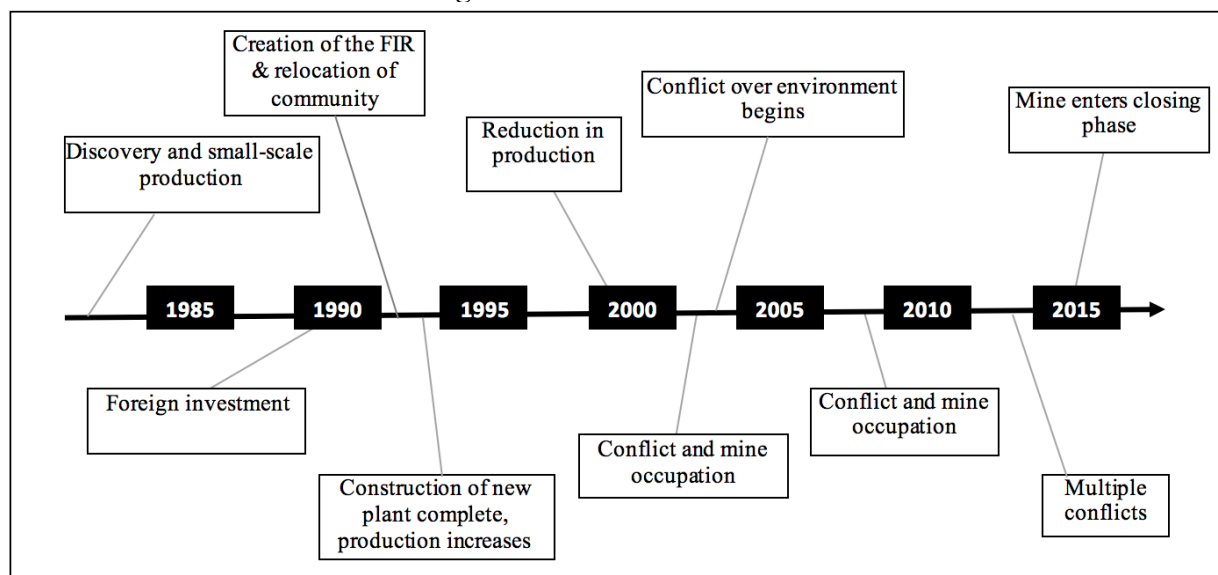 Creation of the FIR
& relocation of
community
Discovery and small-scale
production
Reduction in
production
Conflict over environment
begins
Mine enters closing
phase
1985
1990
1995
2000
2005
2010
2015
Foreign investment
Construction of new
plant complete,
production increases
Conflict and mine
occupation
Conflict and mine
occupation
Multiple
conflicts